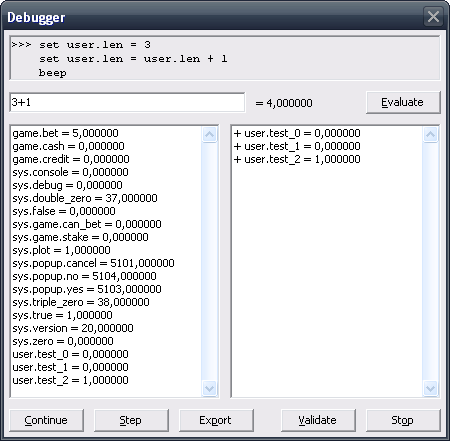 Debugger
>>> set user.len = 3
set user.len = user.len + 1
beep
3+1
= 4,000000
Evaluate
game.bet = 5,000000
game.cash = 0,000000
game.credit = 0,000000
sys.console = 0,000000
sys.debug = 0,000000
sys.double_zero = 37,000000
sys.false = 0,000000
sys.game.can_bet = 0,000000
sys.game.stake = 0,000000
sys.plot = 1,000000
sys.popup.cancel = 5101,000000
sys.popup.no = 5104,000000
sys.popup.yes = 5103,000000
sys.triple_zero = 38,000000
sys.true = 1,000000
sys.version = 20,000000
sys.zero = 0,000000
user.test_0 = 0,000000
user.test_1 = 0,000000
user.test_2 = 1,000000
+ user.test_0 = 0,000000
+ user.test_1 = 0,000000
+ user.test_2 = 1,000000
Continue
Step
Export
Validate
Stop